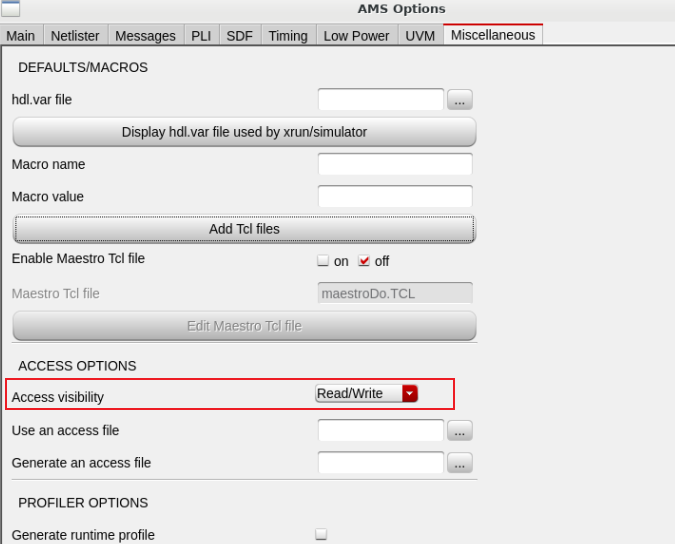 AMS Options
Main Netlister Messages PLI SDF Timing Low Power UVM Miscellaneous
DEFAULTS/MACROS
hdl.var file ...
Display hdl.var file used by xrun/simulator
Macro name
Macro value
Add Tcl files
Enable Maestro Tcl file on off
Maestro Tcl file maestroDo.TCL
Edit Maestro Tcl file
ACCESS OPTIONS
Access visibility Read/Write
Use an access file ...
Generate an access file ...
PROFILER OPTIONS
Generate runtime profile